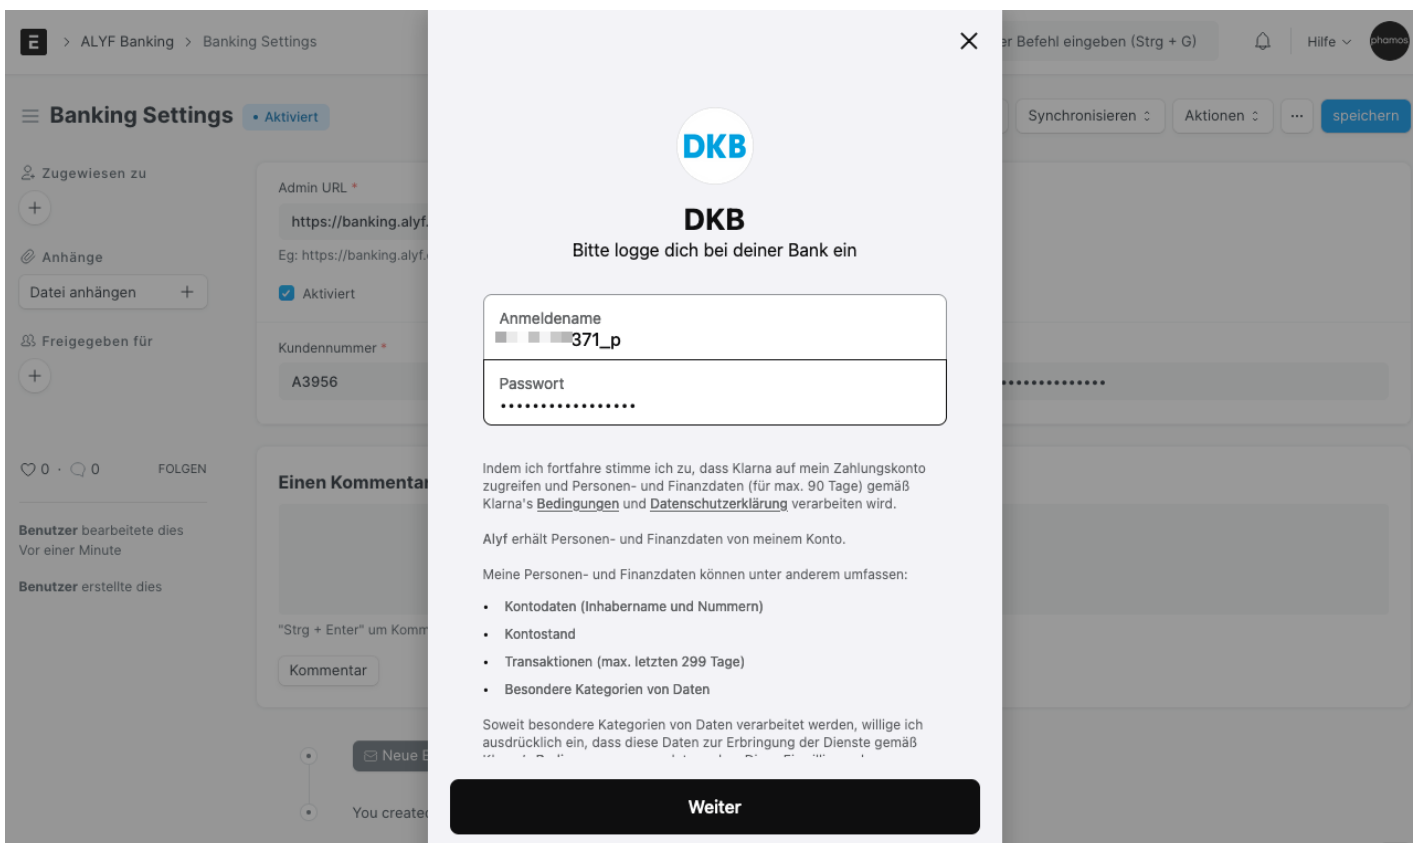 E > ALYF Banking > Banking Settings
er Befehl eingeben (Strg + G)
Hilfe
phamos
Banking Settings
• Aktiviert
Synchronisieren
Aktionen
...
speichern
Zugewiesen zu
+
Anhänge
Datei anhängen +
Freigegeben für
+
0 · 0 FOLGEN
Benutzer bearbeitete dies
Vor einer Minute
Benutzer erstellte dies
Admin URL *
https://banking.alyf.
Eg: https://banking.alyf.
Aktiviert
Kundennummer *
A3956
•••••••••••••••
Einen Kommentar
"Strg + Enter" um Komm
Kommentar
Neue E
You created
DKB
DKB
Bitte logge dich bei deiner Bank ein
Anmeldename
371_p
Passwort
•••••••••••••••••
Indem ich fortfahre stimme ich zu, dass Klarna auf mein Zahlungskonto
zugreifen und Personen- und Finanzdaten (für max. 90 Tage) gemäß
Klarna's Bedingungen und Datenschutzerklärung verarbeiten wird.
Alyf erhält Personen- und Finanzdaten von meinem Konto.
Meine Personen- und Finanzdaten können unter anderem umfassen:
• Kontodaten (Inhabername und Nummern)
• Kontostand
• Transaktionen (max. letzten 299 Tage)
• Besondere Kategorien von Daten
Soweit besondere Kategorien von Daten verarbeitet werden, willige ich
ausdrücklich ein, dass diese Daten zur Erbringung der Dienste gemäß
Weiter